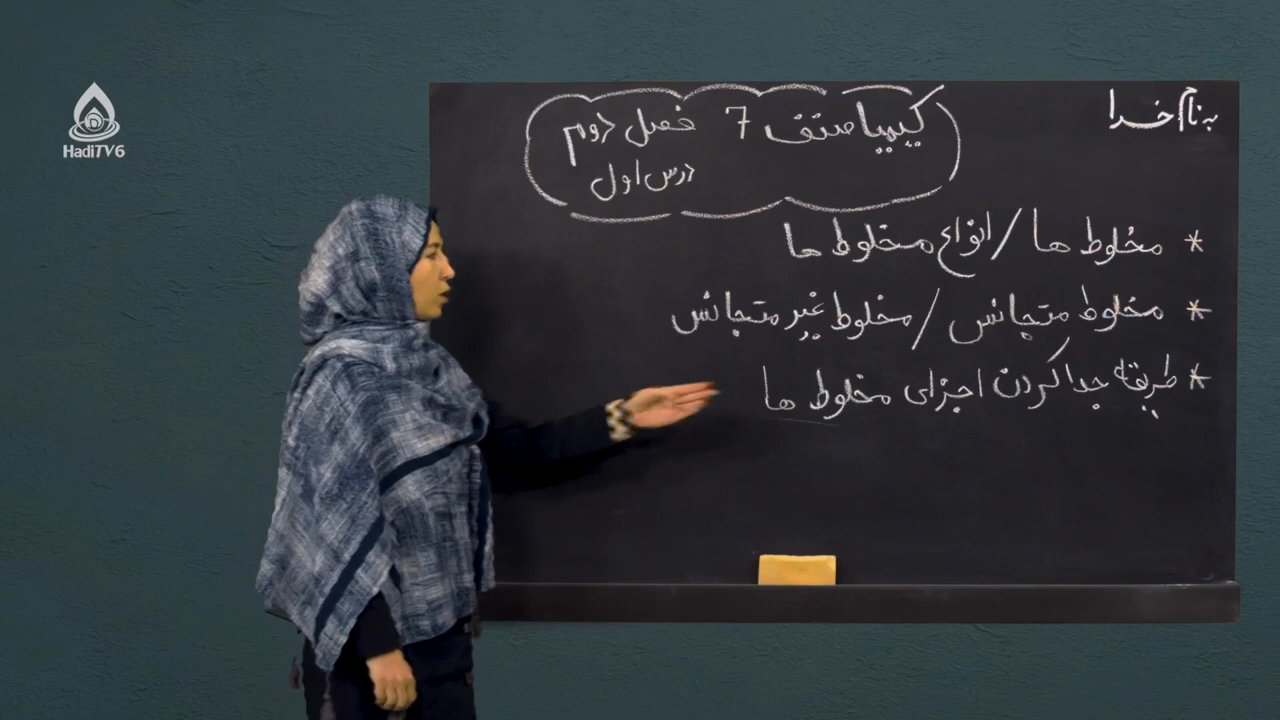 به نام خدا
کیمیا صنف 7 فصل دوم
درس اول
* مخلوط ها / انواع مخلوط ها
* مخلوط متجانس / مخلوط غیر متجانس
* طریقه جدا کردن اجزای مخلوط ها
HadiTV6